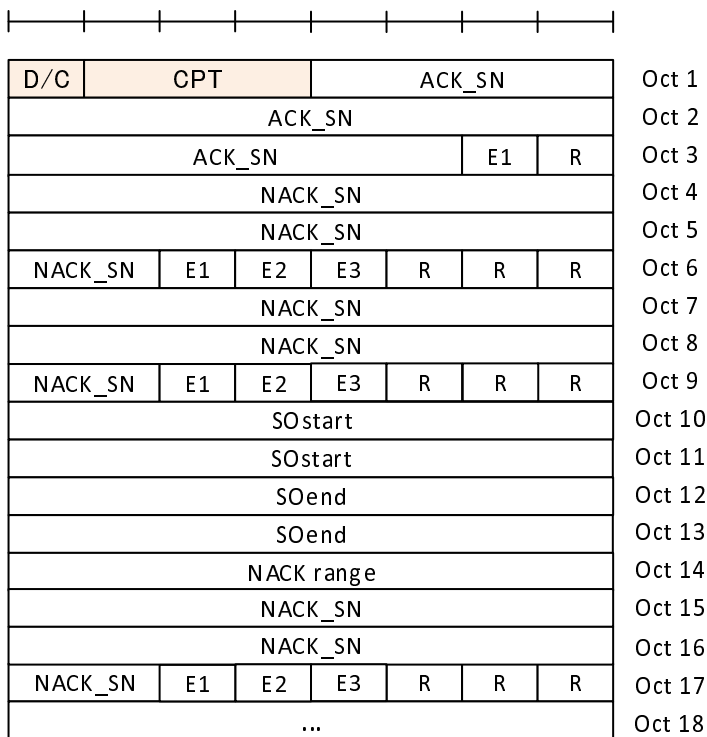 D/C CPT ACK_SN Oct 1
ACK_SN Oct 2
ACK_SN E1 R Oct 3
NACK_SN Oct 4
NACK_SN Oct 5
NACK_SN E1 E2 E3 R R R Oct 6
NACK_SN Oct 7
NACK_SN Oct 8
NACK_SN E1 E2 E3 R R R Oct 9
SOstart Oct 10
SOstart Oct 11
SOend Oct 12
SOend Oct 13
NACK range Oct 14
NACK_SN Oct 15
NACK_SN Oct 16
NACK_SN E1 E2 E3 R R R Oct 17
... Oct 18